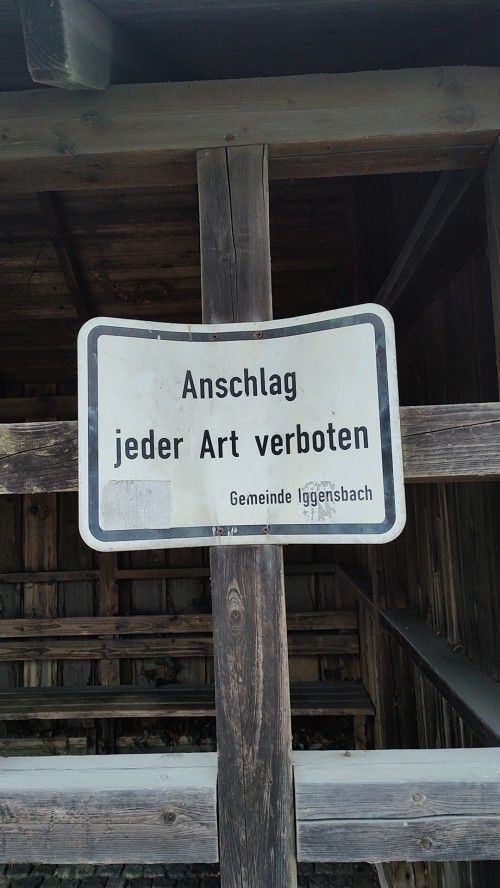 Anschlag
jeder Art verboten
Gemeinde Iggensbach